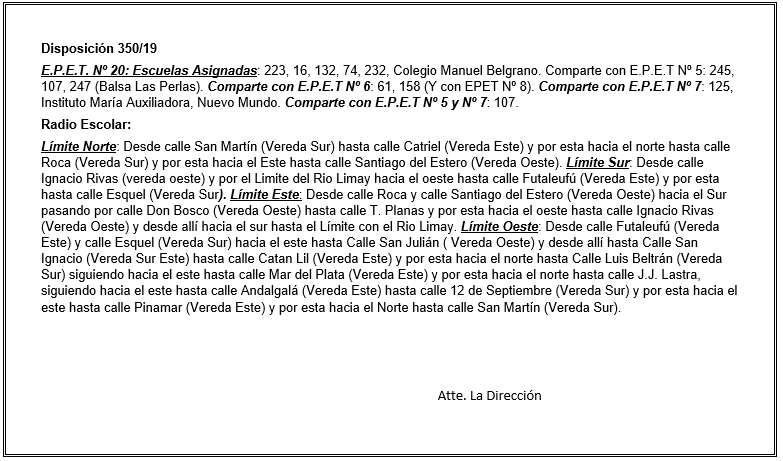 Disposición 350/19
E.P.E.T. Nº 20: Escuelas Asignadas: 223, 16, 132, 74, 232, Colegio Manuel Belgrano. Comparte con E.P.E.T Nº 5: 245,
107, 247 (Balsa Las Perlas). Comparte con E.P.E.T Nº 6: 61, 158 (Y con EPET Nº 8). Comparte con E.P.E.T Nº 7: 125,
Instituto María Auxiliadora, Nuevo Mundo. Comparte con E.P.E.T Nº 5 y Nº 7: 107.
Radio Escolar:
Límite Norte: Desde calle San Martín (Vereda Sur) hasta calle Catriel (Vereda Este) y por esta hacia el norte hasta calle
Roca (Vereda Sur) y por esta hacia el Este hasta calle Santiago del Estero (Vereda Oeste). Límite Sur: Desde calle
Ignacio Rivas (vereda oeste) y por el Limite del Rio Limay hacia el oeste hasta calle Futaleufú (Vereda Este) y por esta
hasta calle Esquel (Vereda Sur). Límite Este: Desde calle Roca y calle Santiago del Estero (Vereda Oeste) hacia el Sur
pasando por calle Don Bosco (Vereda Oeste) hasta calle T. Planas y por esta hacia el oeste hasta calle Ignacio Rivas
(Vereda Oeste) y desde allí hacia el sur hasta el Límite con el Rio Limay. Límite Oeste: Desde calle Futaleufú (Vereda
Este) y calle Esquel (Vereda Sur) hacia el este hasta Calle San Julián ( Vereda Oeste) y desde allí hasta Calle San
Ignacio (Vereda Sur Este) hasta calle Catan Lil (Vereda Este) y por esta hacia el norte hasta Calle Luis Beltrán (Vereda
Sur) siguiendo hacia el este hasta calle Mar del Plata (Vereda Este) y por esta hacia el norte hasta calle J.J. Lastra,
siguiendo hacia el este hasta calle Andalgalá (Vereda Este) hasta calle 12 de Septiembre (Vereda Sur) y por esta hacia el
este hasta calle Pinamar (Vereda Este) y por esta hacia el Norte hasta calle San Martín (Vereda Sur).
Atte. La Dirección